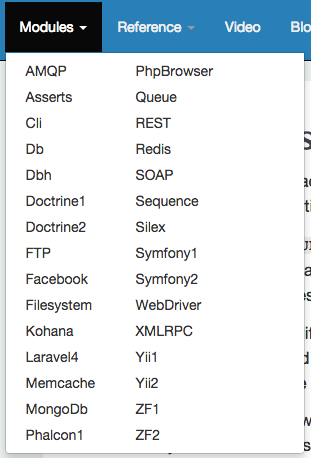 Modules Reference Video Blo
AMQP
Asserts
Cli
Db
Dbh
Doctrine1
Doctrine2
FTP
Facebook
Filesystem
Kohana
Laravel4
Memcache
MongoDb
Phalcon1
PhpBrowser
Queue
REST
Redis
SOAP
Sequence
Silex
Symfony1
Symfony2
WebDriver
XMLRPC
Yii1
Yii2
ZF1
ZF2